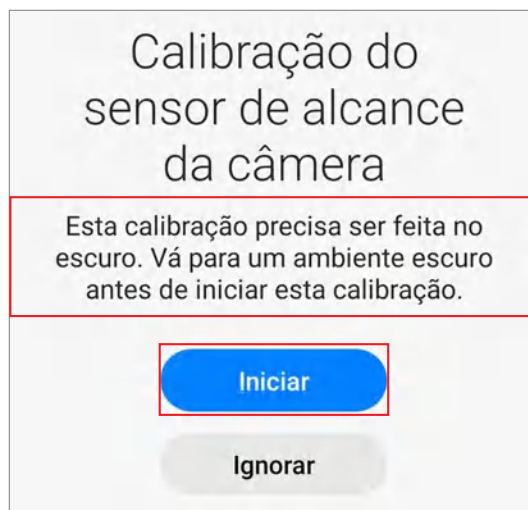 Calibração do
sensor de alcance
da câmera
Esta calibração precisa ser feita no
escuro. Vá para um ambiente escuro
antes de iniciar esta calibração.
Iniciar
Ignorar